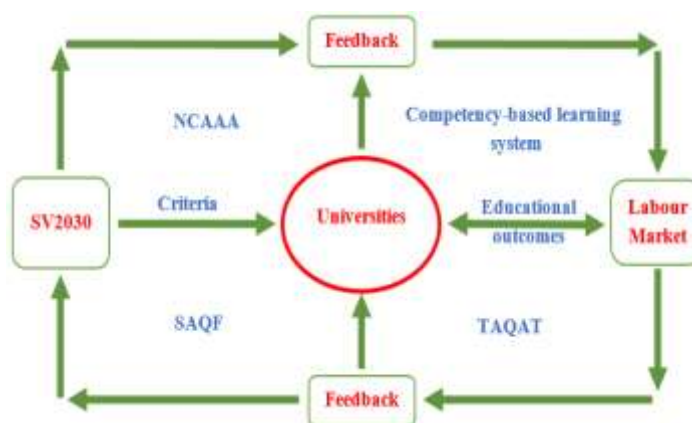 Feedback
NCAAA
Competency-based learning
system
SV2030
Criteria
Universities
Educational
outcomes
Labour
Market
SAQF
TAQAT
Feedback